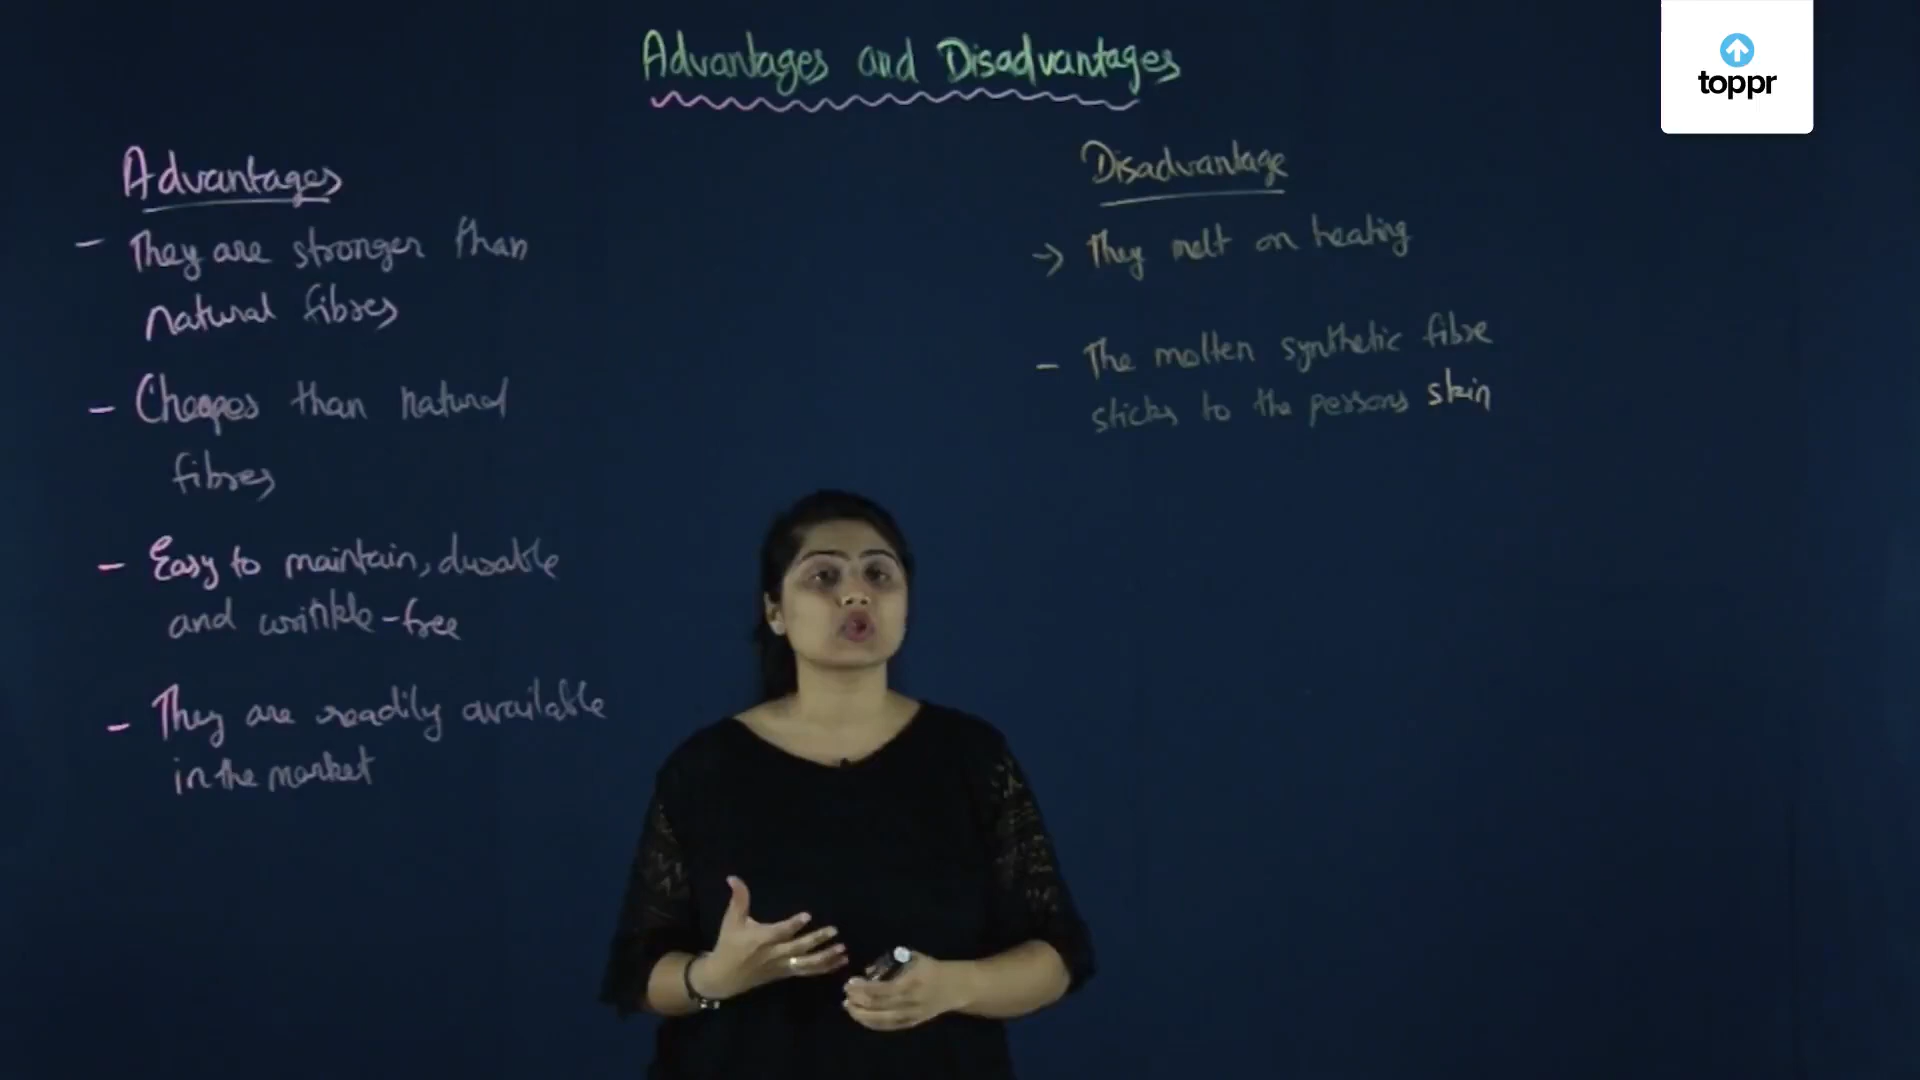 Advantages and Disadvantages
toppr
Advantages
- They are stronger than
natural fibres
- Cheaper than natural
fibres
- Easy to maintain, durable
and wrinkle-free
- They are readily available
in the market
Disadvantage
→ They melt on heating
- The molten synthetic fibre
sticks to the persons skin